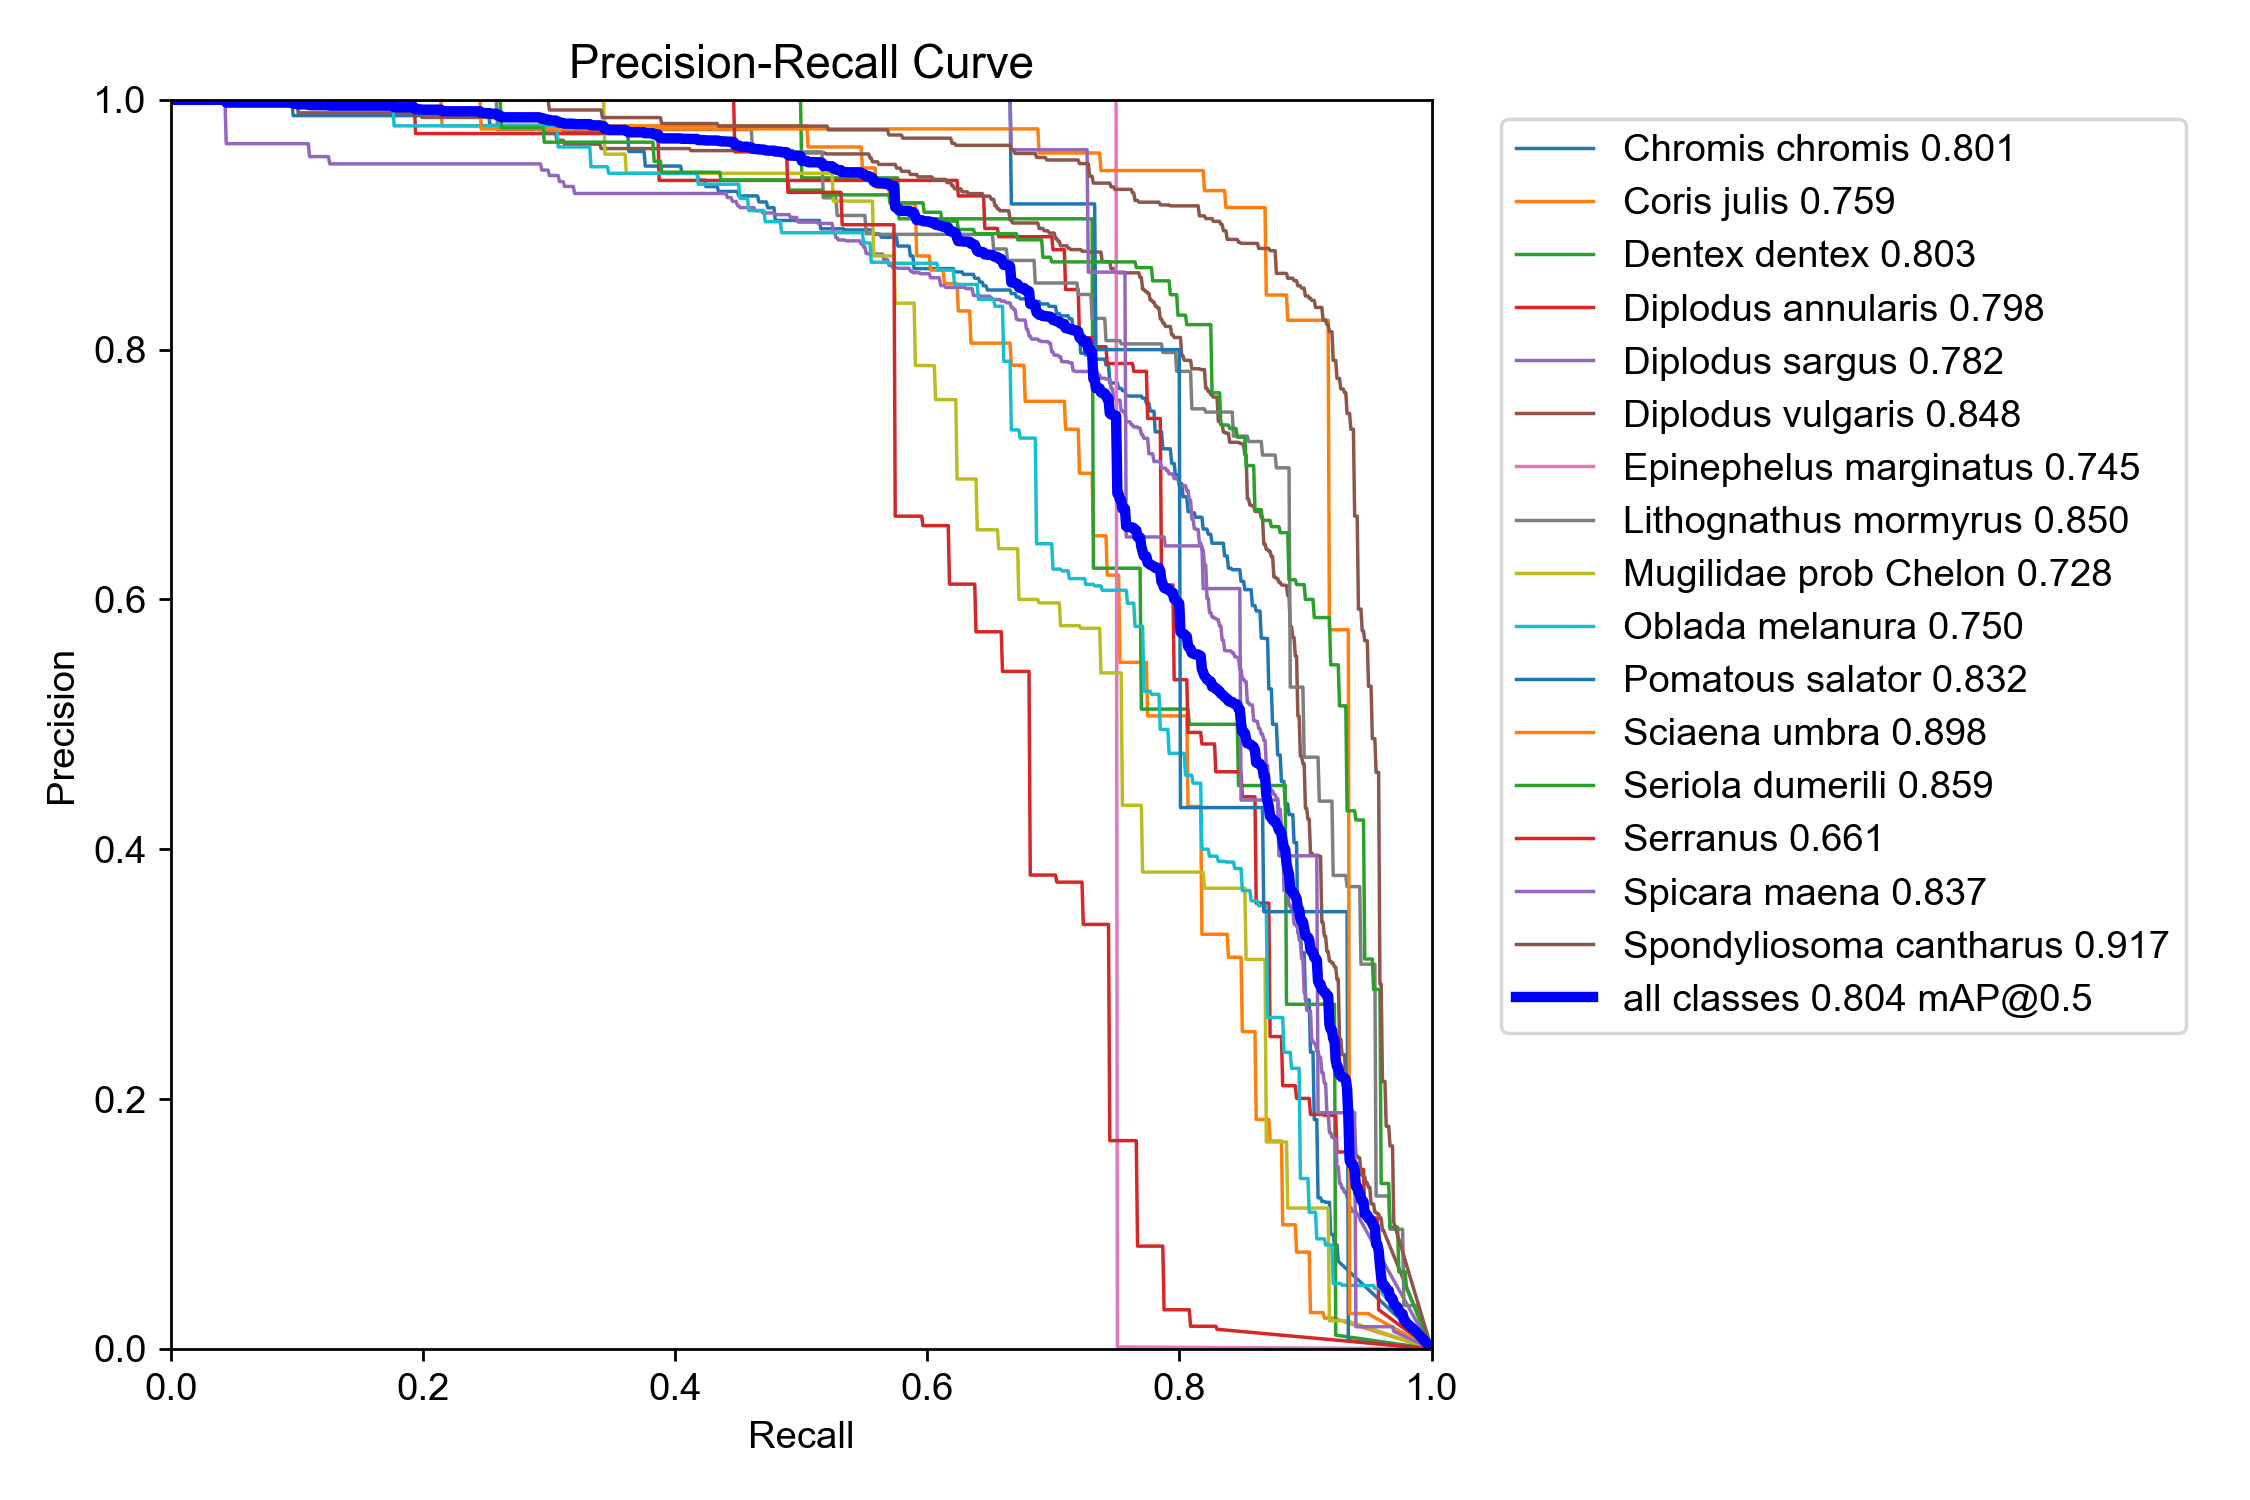 Precision-Recall Curve
1.0
0.8
0.6
0.4
0.2
0.0
Precision
0.0 0.2 0.4 0.6 0.8 1.0
Recall
Chromis chromis 0.801
Coris julis 0.759
Dentex dentex 0.803
Diplodus annularis 0.798
Diplodus sargus 0.782
Diplodus vulgaris 0.848
Epinephelus marginatus 0.745
Lithognathus mormyrus 0.850
Mugilidae prob Chelon 0.728
Oblada melanura 0.750
Pomatous salator 0.832
Sciaena umbra 0.898
Seriola dumerili 0.859
Serranus 0.661
Spicara maena 0.837
Spondyliosoma cantharus 0.917
all classes 0.804 mAP@0.5